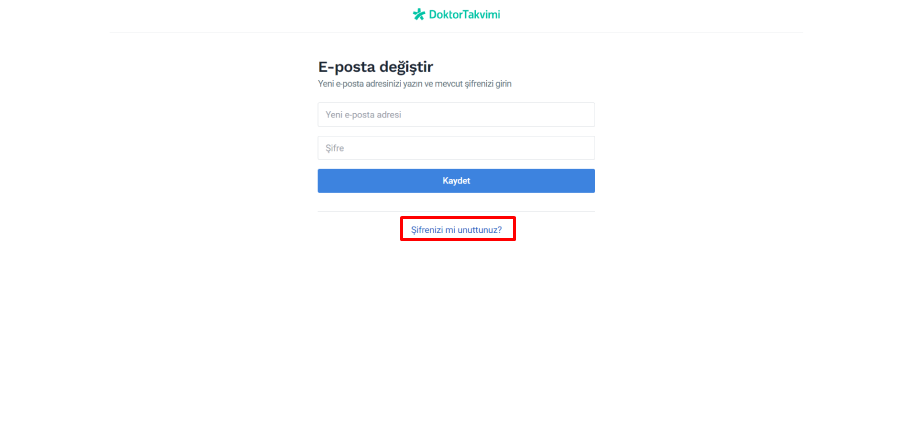 DoktorTakvimi
E-posta değiştir
Yeni e-posta adresinizi yazın ve mevcut şifrenizi girin
Yeni e-posta adresi
Şifre
Kaydet
Şifrenizi mi unuttunuz?